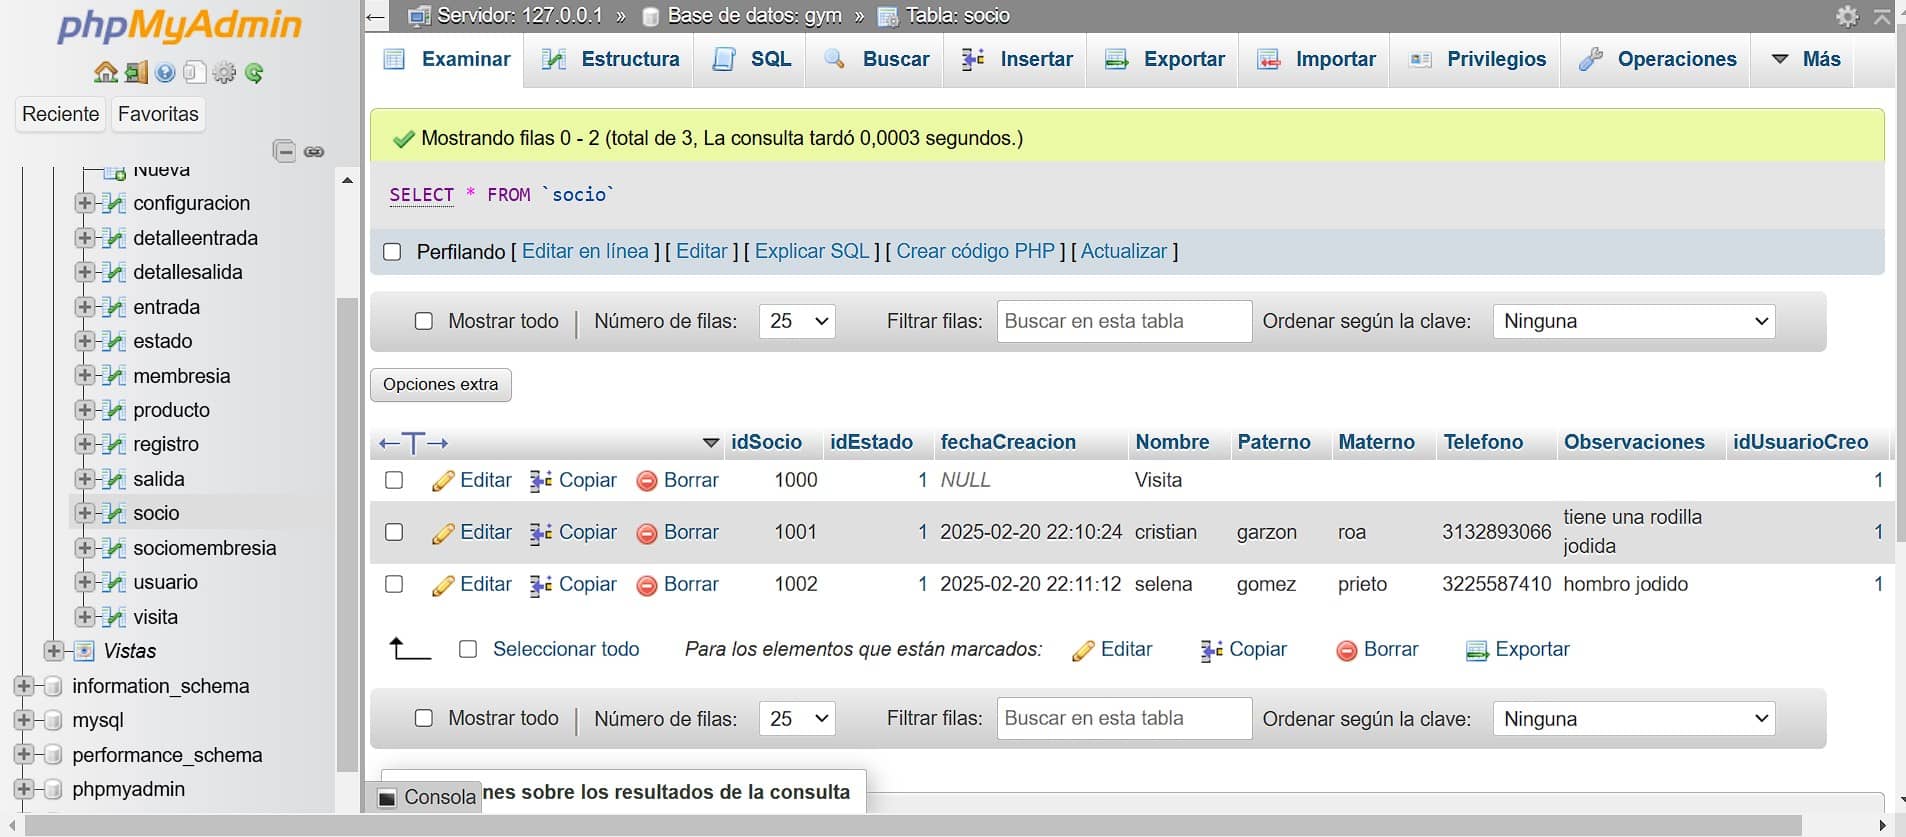 phpMyAdmin
Reciente Favoritas
Nueva
configuracion
detalleentrada
detallesalida
entrada
estado
membresia
producto
registro
salida
socio
sociomembresia
usuario
visita
Vistas
information_schema
mysql
performance_schema
phpmyadmin
Servidor: 127.0.0.1 » Base de datos: gym » Tabla: socio
Examinar Estructura SQL Buscar Insertar Exportar Importar Privilegios Operaciones Más
Mostrando filas 0 - 2 (total de 3, La consulta tardó 0,0003 segundos.)
SELECT * FROM `socio`
Perfilando [ Editar en línea ] [ Editar ] [ Explicar SQL ] [ Crear código PHP ] [ Actualizar ]
Mostrar todo | Número de filas: 25 Filtrar filas: Buscar en esta tabla Ordenar según la clave: Ninguna
Opciones extra
←T→ idSocio idEstado fechaCreacion Nombre Paterno Materno Telefono Observaciones idUsuarioCreo
Editar Copiar Borrar 1000 1 NULL Visita 1
Editar Copiar Borrar 1001 1 2025-02-20 22:10:24 cristian garzon roa 3132893066 tiene una rodilla jodida 1
Editar Copiar Borrar 1002 1 2025-02-20 22:11:12 selena gomez prieto 3225587410 hombro jodido 1
Seleccionar todo Para los elementos que están marcados: Editar Copiar Borrar Exportar
Mostrar todo | Número de filas: 25 Filtrar filas: Buscar en esta tabla Ordenar según la clave: Ninguna
Consola nes sobre los resultados de la consulta